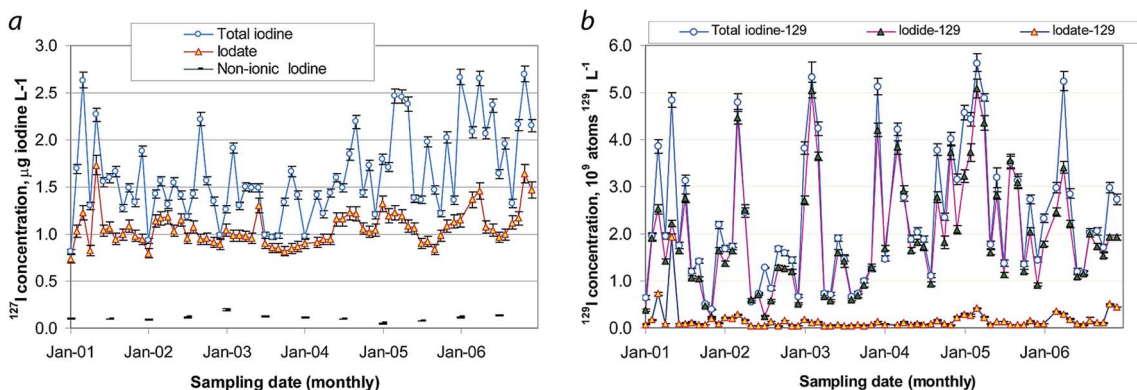 a
Total iodine
Iodate
Non-ionic Iodine
3.0
2.5
2.0
1.5
1.0
0.5
0.0
127I concentration, µg iodine L-1
Jan-01 Jan-02 Jan-03 Jan-04 Jan-05 Jan-06
Sampling date (monthly)
b
Total iodine-129 Iodide-129 Iodate-129
6.0
5.0
4.0
3.0
2.0
1.0
0.0
129I concentration, 10⁹ atoms ¹²⁹I L⁻¹
Jan-01 Jan-02 Jan-03 Jan-04 Jan-05 Jan-06
Sampling date (monthly)